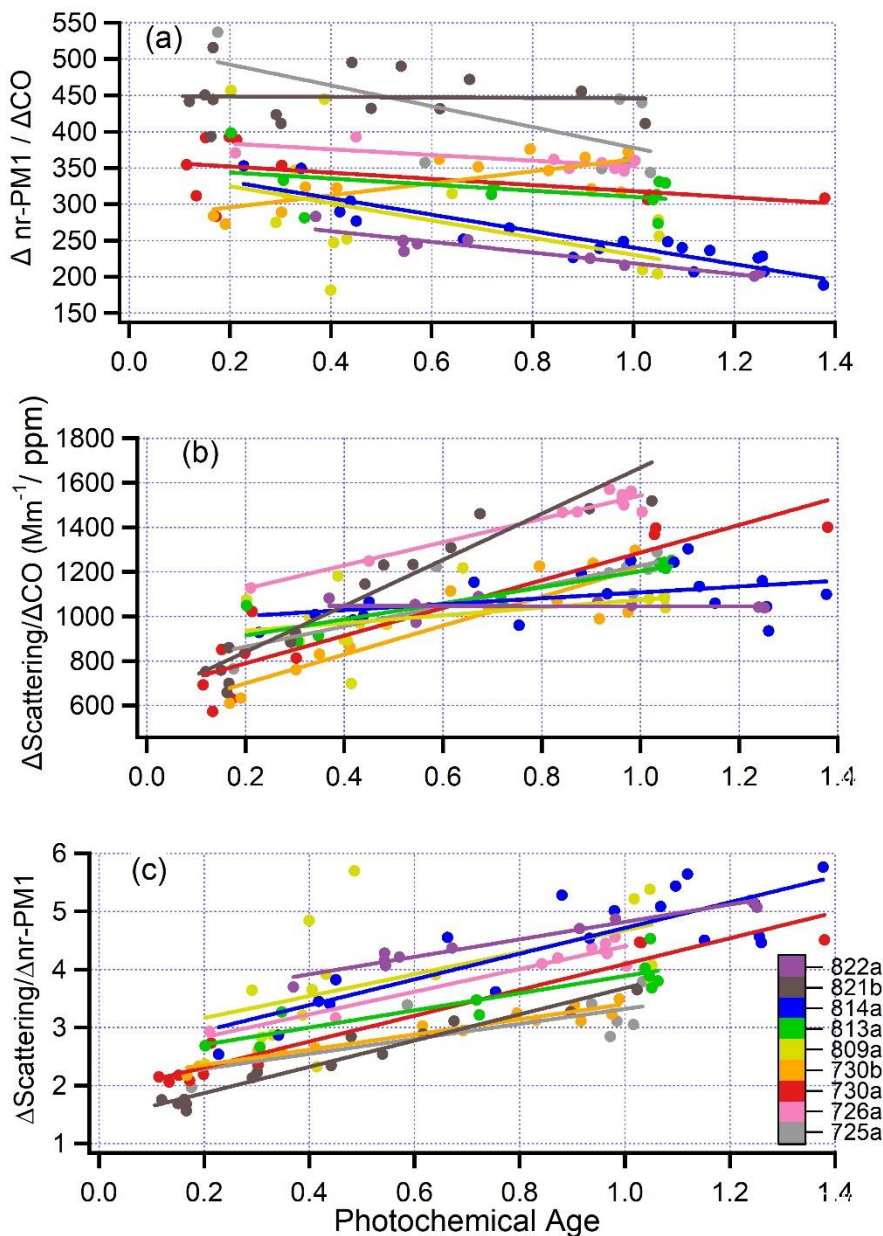 (a)
Δ nr-PM1 / ΔCO
550
500
450
400
350
300
250
200
150
0.0 0.2 0.4 0.6 0.8 1.0 1.2 1.4
(b)
ΔScattering/ΔCO (Mm⁻¹/ ppm)
1800
1600
1400
1200
1000
800
600
0.0 0.2 0.4 0.6 0.8 1.0 1.2 1.4
(c)
ΔScattering/Δnr-PM1
6
5
4
3
2
1
822a
821b
814a
813a
809a
730b
730a
726a
725a
0.0 0.2 0.4 0.6 0.8 1.0 1.2 1.4
Photochemical Age